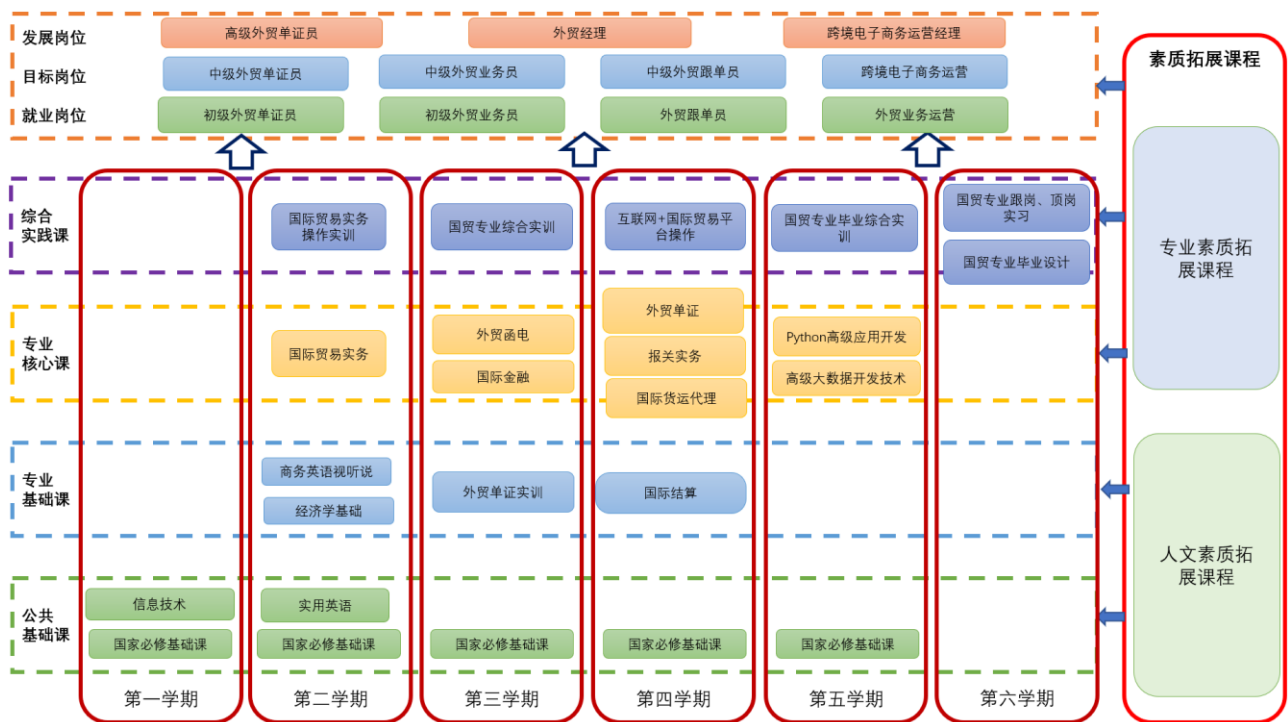 发展岗位
高级外贸单证员
外贸经理
跨境电子商务运营经理
目标岗位
中级外贸单证员
中级外贸业务员
中级外贸跟单员
跨境电子商务运营
就业岗位
初级外贸单证员
初级外贸业务员
外贸跟单员
外贸业务运营
综合
实践课
国际贸易实务
操作实训
国贸专业综合实训
互联网+国际贸易平
台操作
国贸专业毕业综合实
训
国贸专业跟岗、顶岗
实习
国贸专业毕业设计
专业
核心课
国际贸易实务
外贸函电
国际金融
外贸单证
报关实务
国际货运代理
Python高级应用开发
高级大数据开发技术
专业
基础课
商务英语视听说
经济学基础
外贸单证实训
国际结算
公共
基础课
信息技术
国家必修基础课
实用英语
国家必修基础课
国家必修基础课
国家必修基础课
国家必修基础课
第一学期
第二学期
第三学期
第四学期
第五学期
第六学期
素质拓展课程
专业素质拓
展课程
人文素质拓
展课程